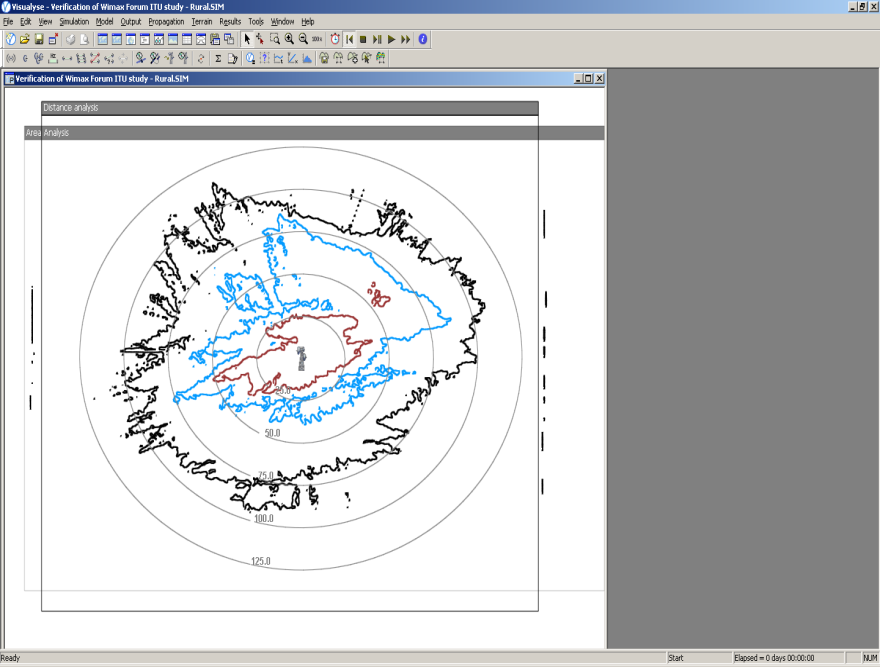 Visualyse - Verification of Wimax Forum ITU study - Rural.SIM
File Edit View Simulation Model Output Propagation Terrain Results Tools Window Help
Verification of Wimax Forum ITU study - Rural.SIM
Distance analysis
Area Analysis
25.0
50.0
75.0
100.0
125.0
Ready Start Elapsed = 0 days 00:00:00 NUM